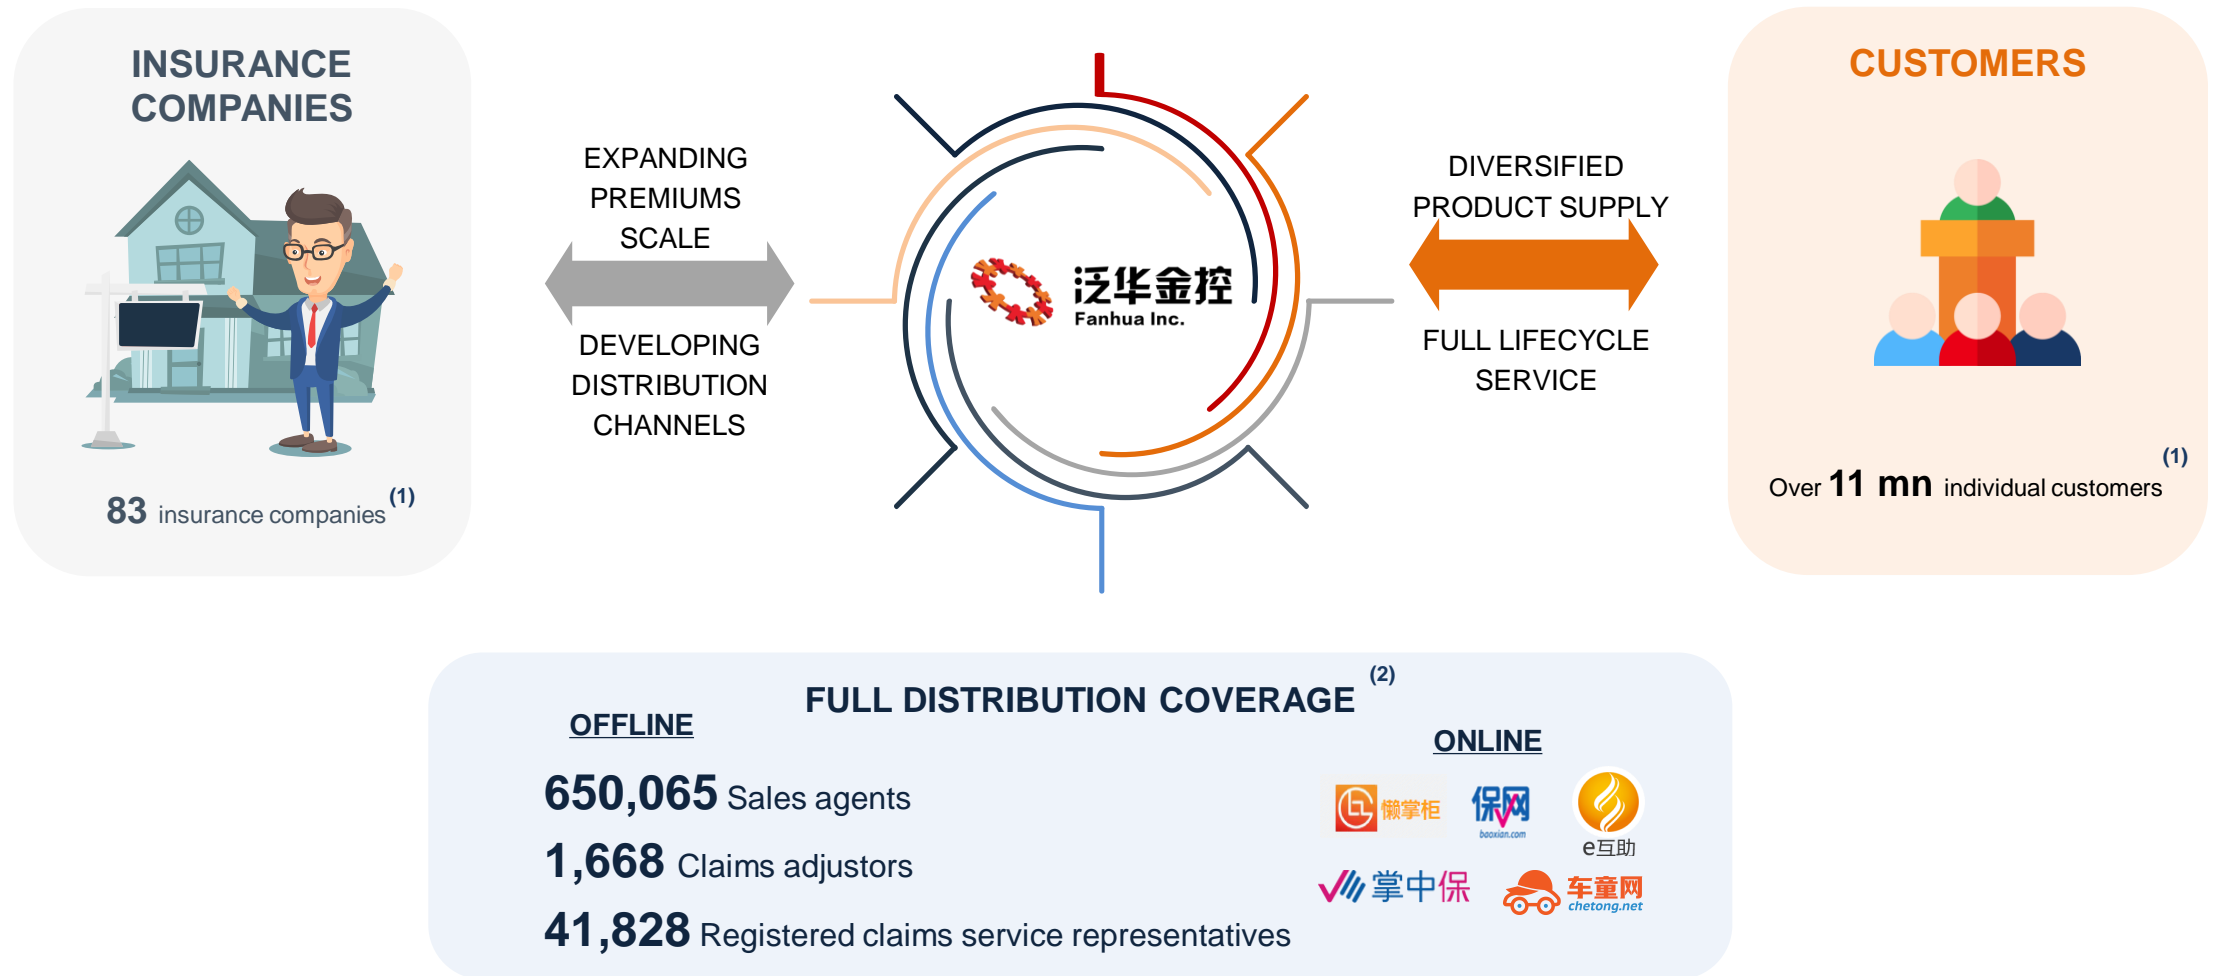 INSURANCE
COMPANIES
83 insurance companies (1)
EXPANDING
PREMIUMS
SCALE
DEVELOPING
DISTRIBUTION
CHANNELS
泛华金控
Fanhua Inc.
DIVERSIFIED
PRODUCT SUPPLY
FULL LIFECYCLE
SERVICE
CUSTOMERS
Over 11 mn individual customers (1)
FULL DISTRIBUTION COVERAGE (2)
OFFLINE
650,065 Sales agents
1,668 Claims adjustors
41,828 Registered claims service representatives
ONLINE
懒掌柜
保网
baoxian.com
e互助
掌中保
车童网
chetong.net